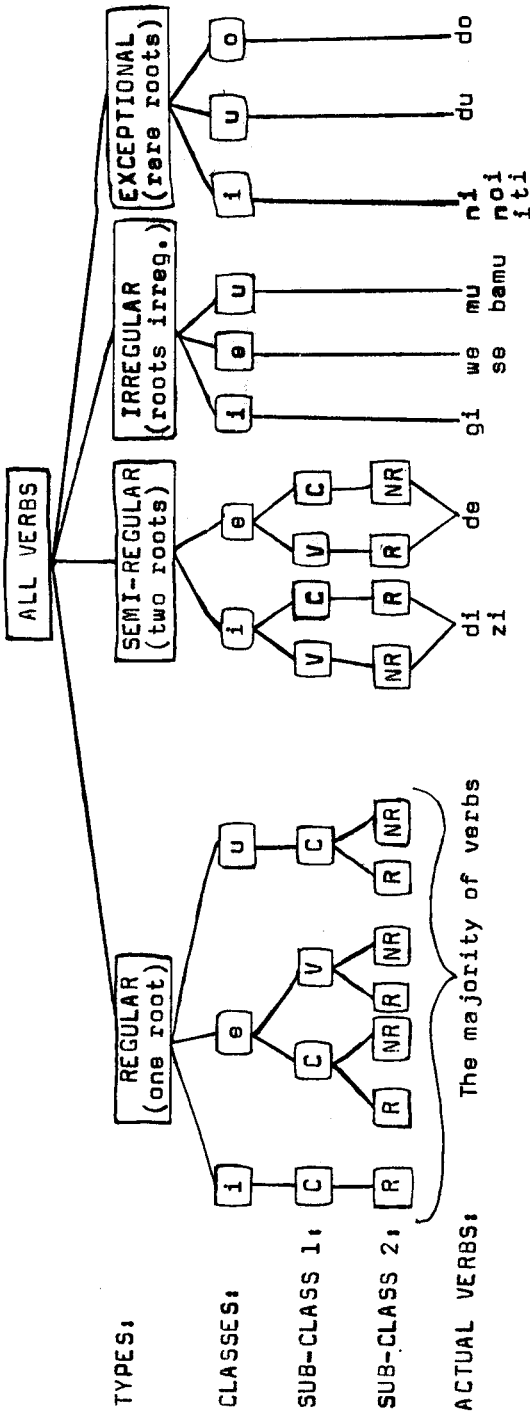 ALL VERBS
TYPES: REGULAR SEMI-REGULAR IRREGULAR EXCEPTIONAL
(one root) (two roots) (roots irreg.) (rare roots)
CLASSES: i e u i e i e u i u o
SUB-CLASS 1: C C V C V C V C
SUB-CLASS 2: R R NR R NR R NR NR R R NR
ACTUAL VERBS: The majority of verbs di de gi we mu ni du do
zi se bamu noi
iti